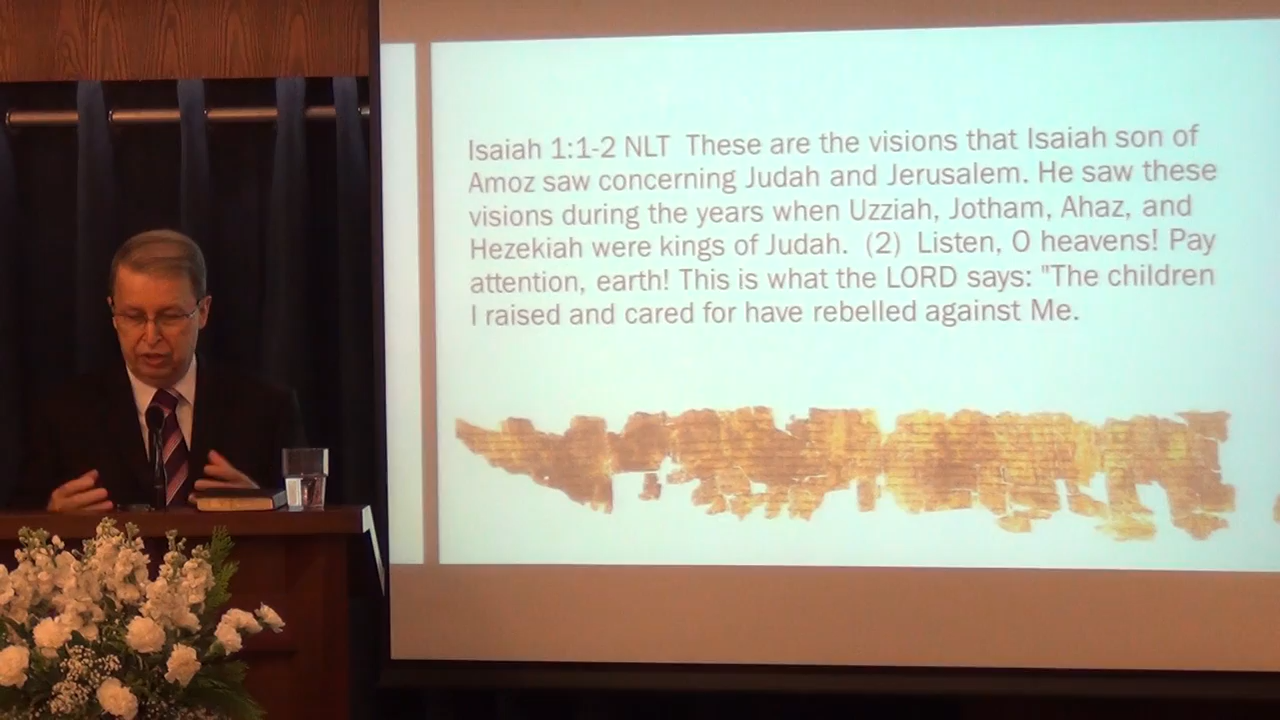 Isaiah 1:1-2 NLT  These are the visions that Isaiah son of
Amoz saw concerning Judah and Jerusalem. He saw these
visions during the years when Uzziah, Jotham, Ahaz, and
Hezekiah were kings of Judah.  (2)  Listen, O heavens! Pay
attention, earth! This is what the LORD says: "The children
I raised and cared for have rebelled against Me.